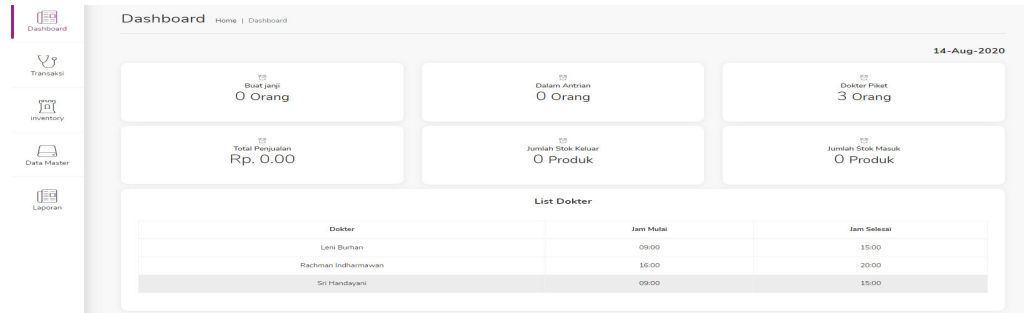 Dashboard
Transaksi
inventory
Data Master
Laporan
Dashboard Home | Dashboard
14-Aug-2020
Buat janji
0 Orang
Dalam Antrian
0 Orang
Dokter Piket
3 Orang
Total Penjualan
Rp. 0.00
Jumlah Stok Keluar
0 Produk
Jumlah Stok Masuk
0 Produk
List Dokter
Dokter Jam Mulai Jam Selesai
Leni Burhan 09:00 15:00
Rachman Indharmawan 16:00 20:00
Sri Handayani 09:00 15:00